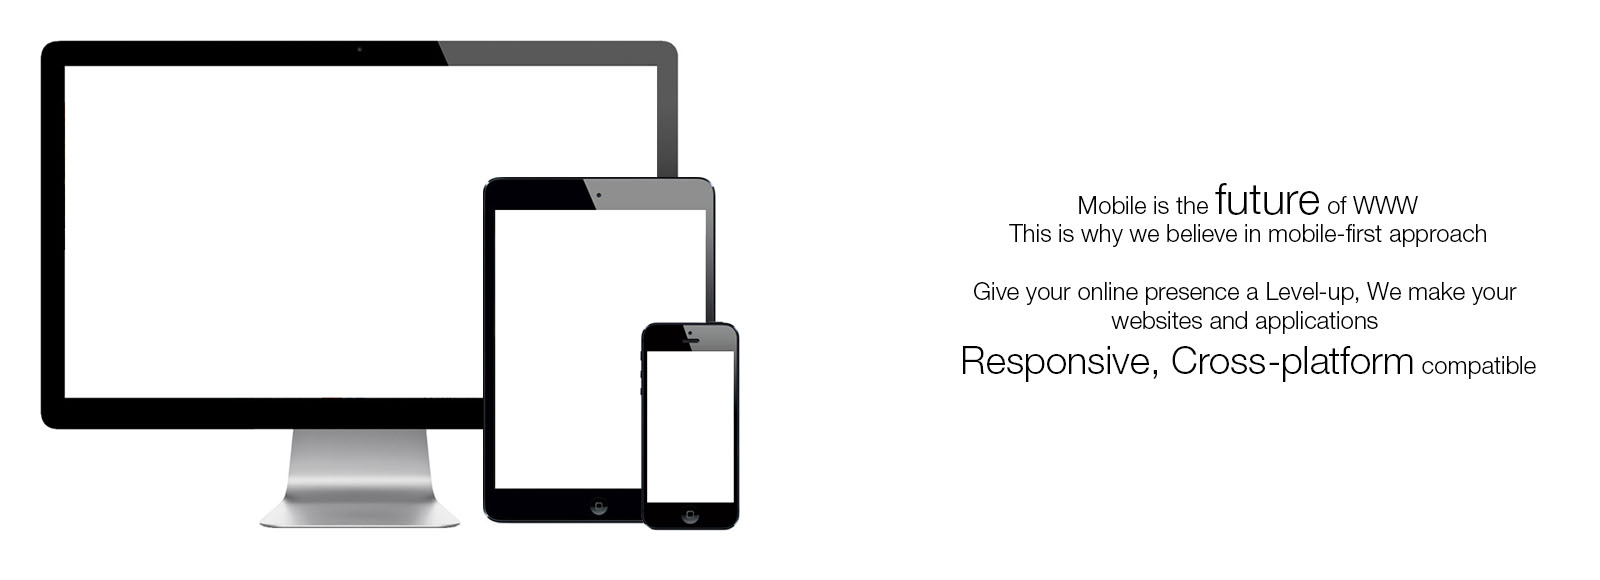 Mobile is the future of WWW
This is why we believe in mobile-first approach
Give your online presence a Level-up, We make your
websites and applications
Responsive, Cross-platform compatible